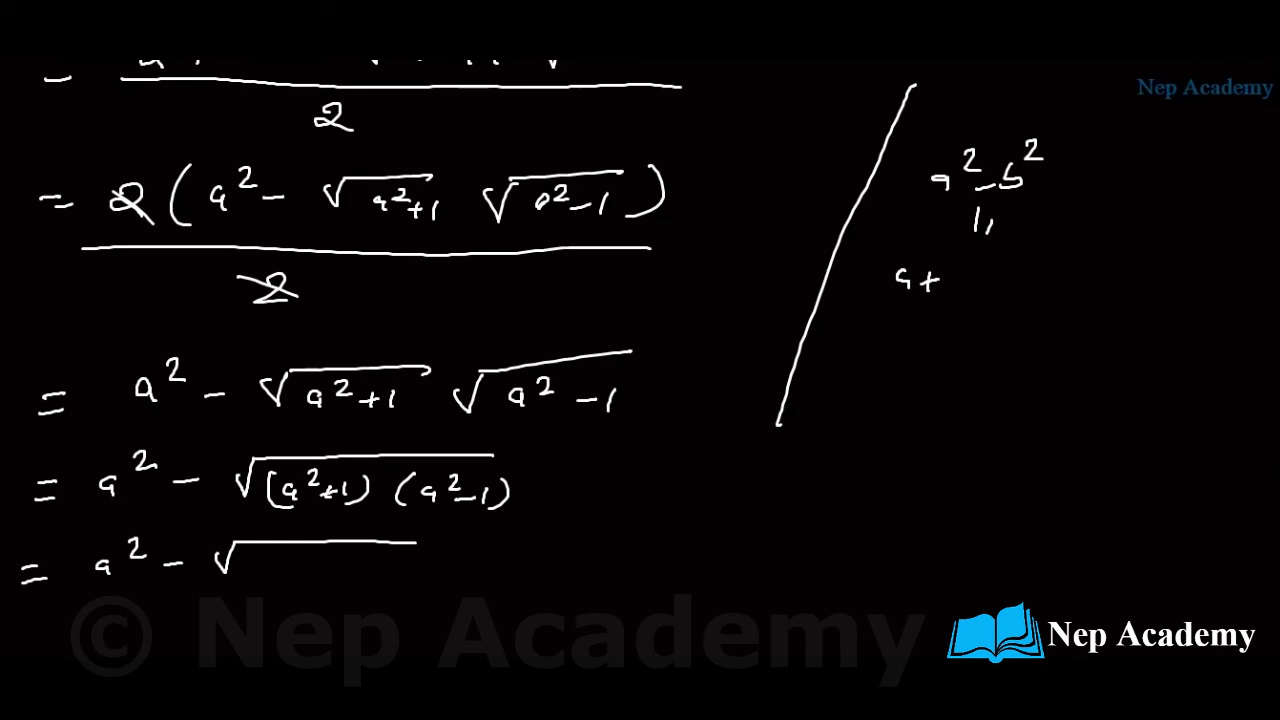 2
= 2 ( a² - √a²+1 √a²-1 )
2
= a² - √a²+1 √a²-1
= a² - √(a²+1) (a²-1)
= a² - √
Nep Academy
a² - b²
a +
© Nep Academy
Nep Academy